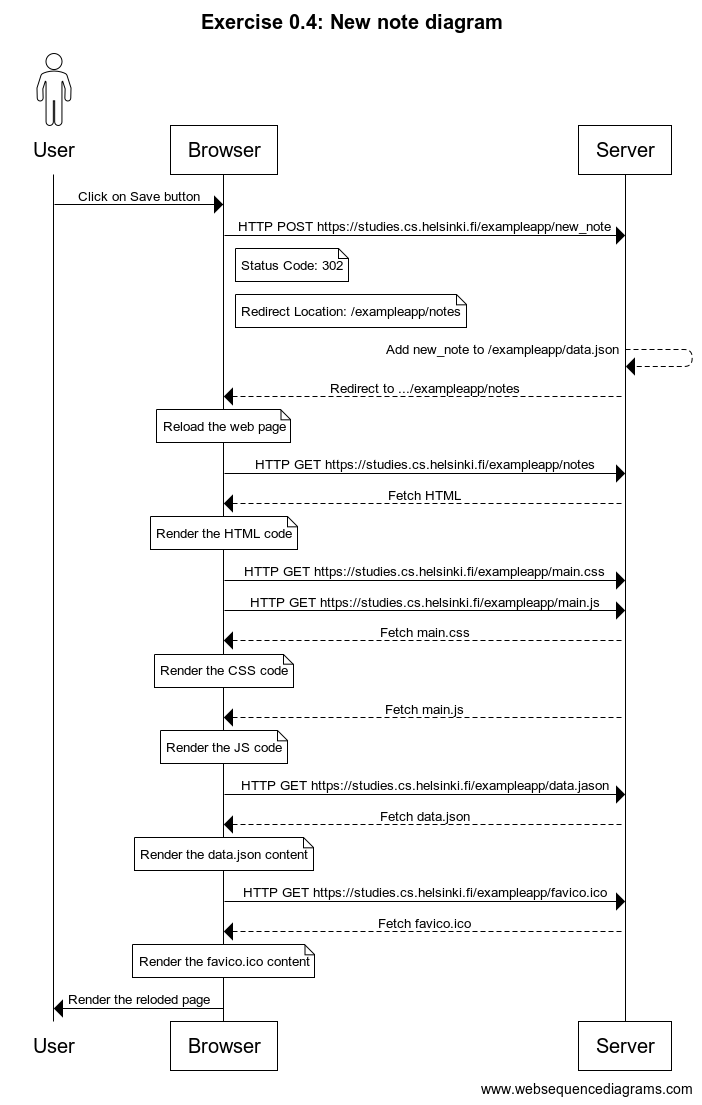 Exercise 0.4: New note diagram
User
Browser
Server
Click on Save button
HTTP POST https://studies.cs.helsinki.fi/exampleapp/new_note
Status Code: 302
Redirect Location: /exampleapp/notes
Add new_note to /exampleapp/data.json
Redirect to .../exampleapp/notes
Reload the web page
HTTP GET https://studies.cs.helsinki.fi/exampleapp/notes
Fetch HTML
Render the HTML code
HTTP GET https://studies.cs.helsinki.fi/exampleapp/main.css
HTTP GET https://studies.cs.helsinki.fi/exampleapp/main.js
Fetch main.css
Render the CSS code
Fetch main.js
Render the JS code
HTTP GET https://studies.cs.helsinki.fi/exampleapp/data.jason
Fetch data.json
Render the data.json content
HTTP GET https://studies.cs.helsinki.fi/exampleapp/favico.ico
Fetch favico.ico
Render the favico.ico content
Render the reloded page
User
Browser
Server
www.websequencediagrams.com